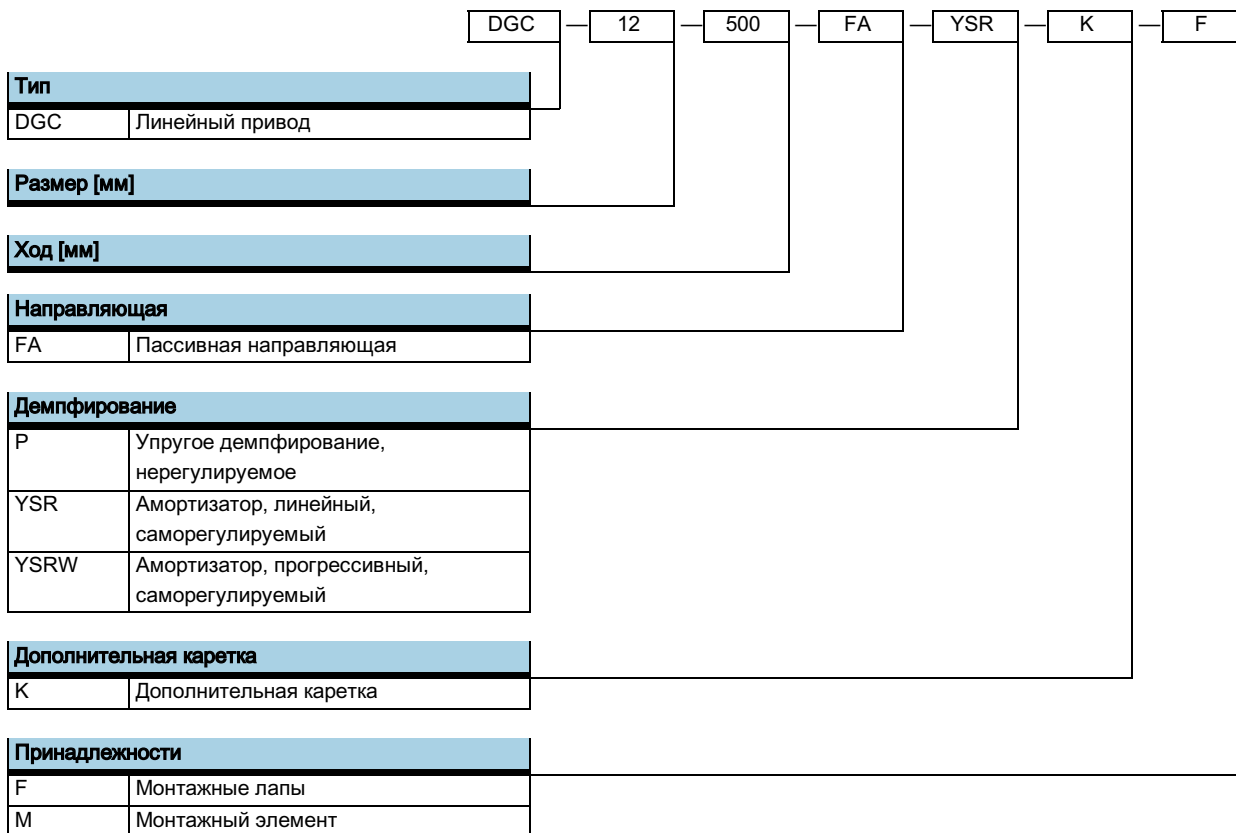 DGC — 12 — 500 — FA — YSR — K — F
Тип
DGC Линейный привод
Размер [мм]
Ход [мм]
Направляющая
FA Пассивная направляющая
Демпфирование
P Упругое демпфирование,
нерегулируемое
YSR Амортизатор, линейный,
саморегулируемый
YSRW Амортизатор, прогрессивный,
саморегулируемый
Дополнительная каретка
K Дополнительная каретка
Принадлежности
F Монтажные лапы
M Монтажный элемент